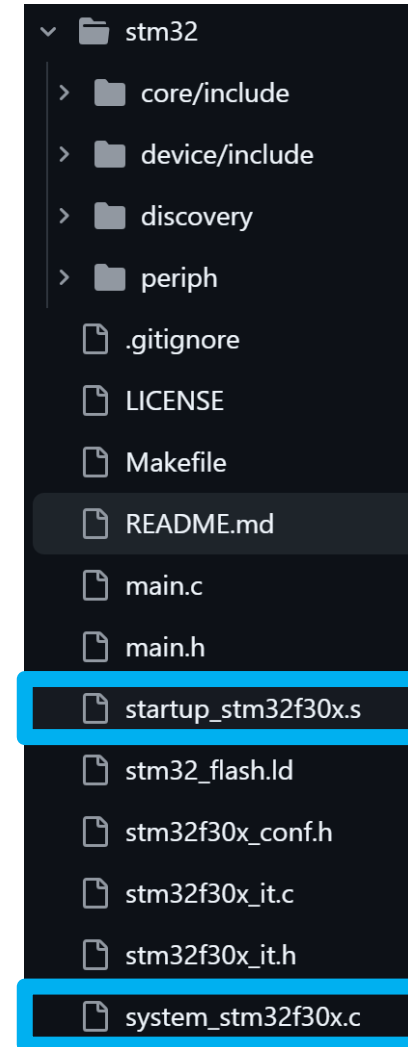 stm32
core/include
device/include
discovery
periph
.gitignore
LICENSE
Makefile
README.md
main.c
main.h
startup_stm32f30x.s
stm32_flash.ld
stm32f30x_conf.h
stm32f30x_it.c
stm32f30x_it.h
system_stm32f30x.c